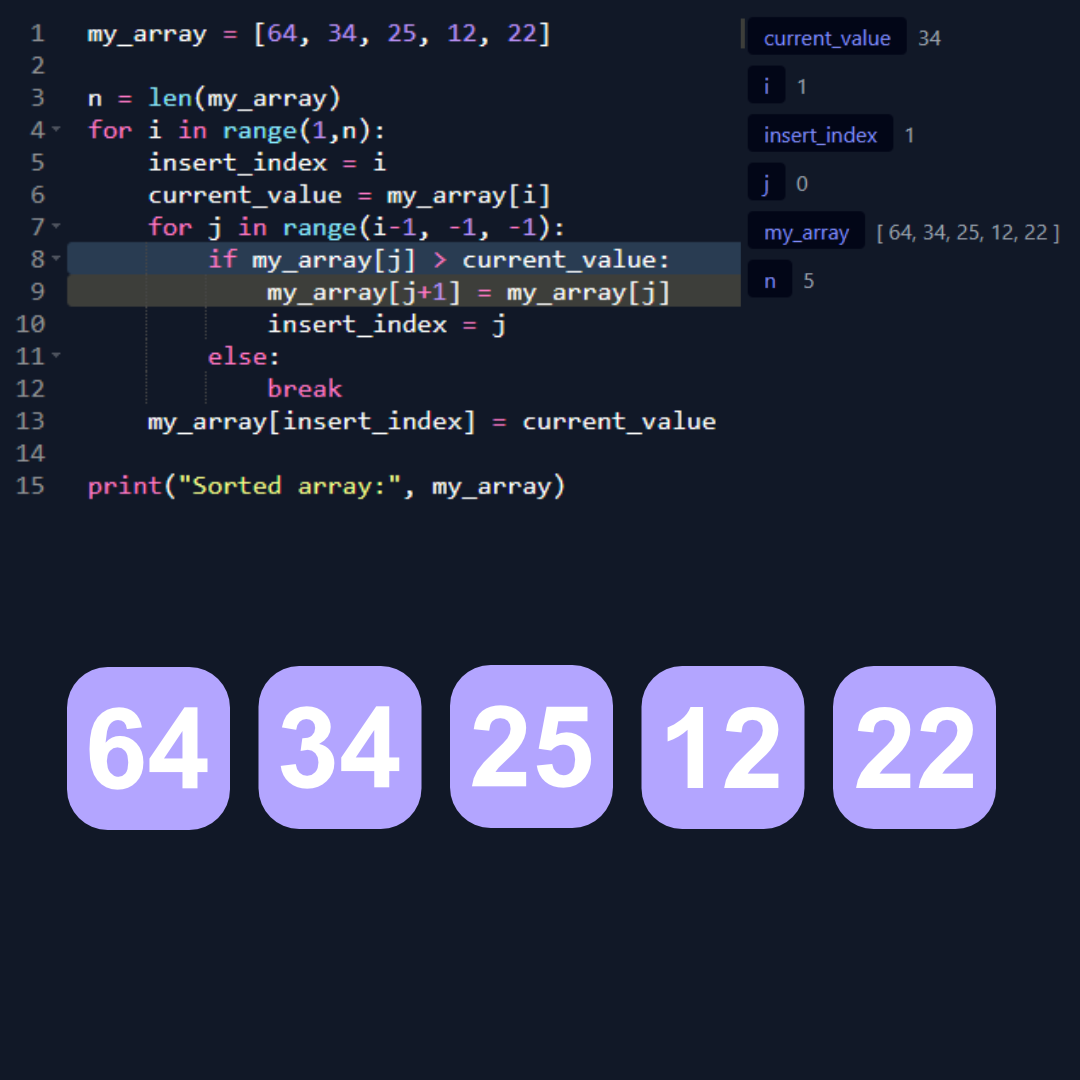 1 my_array = [64, 34, 25, 12, 22]
2
3 n = len(my_array)
4 for i in range(1,n):
5     insert_index = i
6     current_value = my_array[i]
7     for j in range(i-1, -1, -1):
8         if my_array[j] > current_value:
9             my_array[j+1] = my_array[j]
10             insert_index = j
11         else:
12             break
13     my_array[insert_index] = current_value
14
15 print("Sorted array:", my_array)
current_value 34
i 1
insert_index 1
j 0
my_array [ 64, 34, 25, 12, 22 ]
n 5
64 34 25 12 22